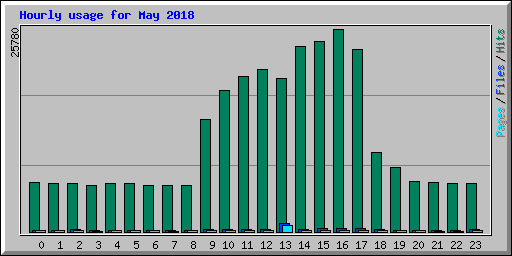 Hourly usage for May 2018
25780
Pages/Files/Hits
0 1 2 3 4 5 6 7 8 9 10 11 12 13 14 15 16 17 18 19 20 21 22 23